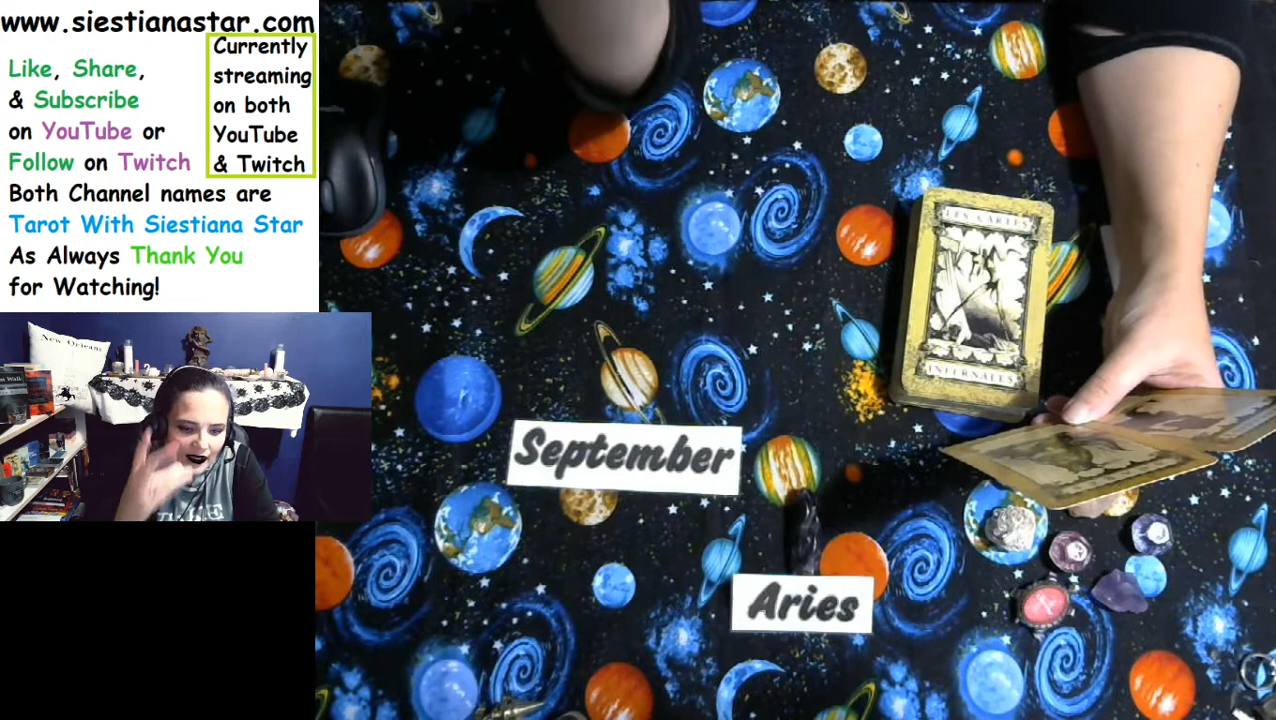 www.siestianastar.com
Like, Share,
& Subscribe
on YouTube or
Follow on Twitch
Both Channel names are
Tarot With Siestiana Star
As Always Thank You
for Watching!
Currently
streaming
on both
YouTube
& Twitch
New Orleans
LES CARTES
INFERNALES
September
Aries